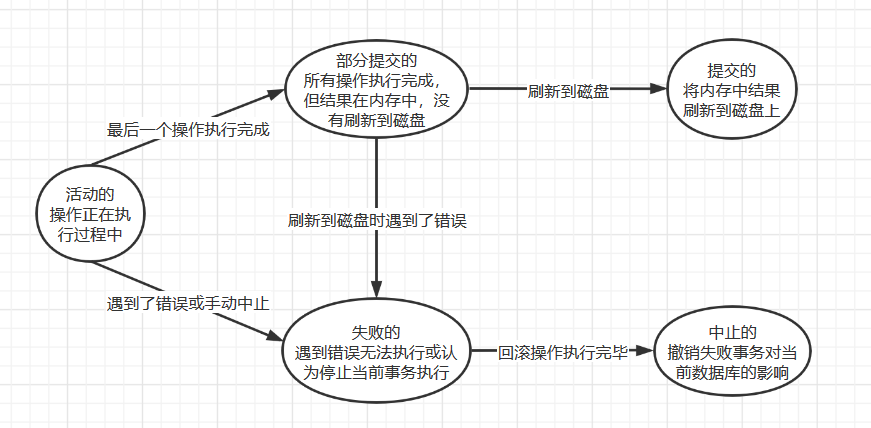 部分提交的
所有操作执行完成，
但结果在内存中，没
有刷新到磁盘
刷新到磁盘
提交的
将内存中结果
刷新到磁盘上
最后一个操作执行完成
活动的
操作正在执
行过程中
刷新到磁盘时遇到了错误
遇到了错误或手动中止
失败的
遇到错误无法执行或认
为停止当前事务执行
回滚操作执行完毕
中止的
撤销失败事务对当
前数据库的影响